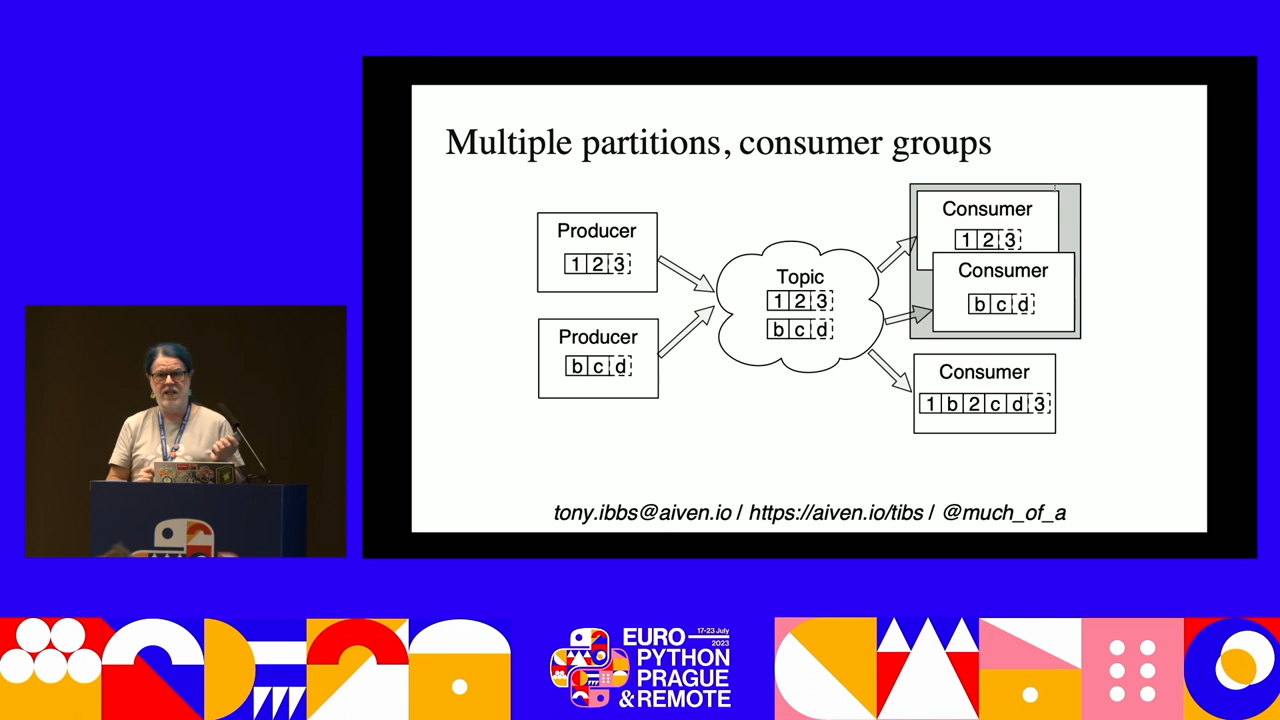 Multiple partitions, consumer groups
Producer
1 2 3
Producer
b c d
Topic
1 2 3
b c d
Consumer
1 2 3
Consumer
b c d
Consumer
1 b 2 c d 3
tony.ibbs@aiven.io / https://aiven.io/tibs / @much_of_a
EURO 17-23 July 2023
PYTHON
PRAGUE
& REMOTE